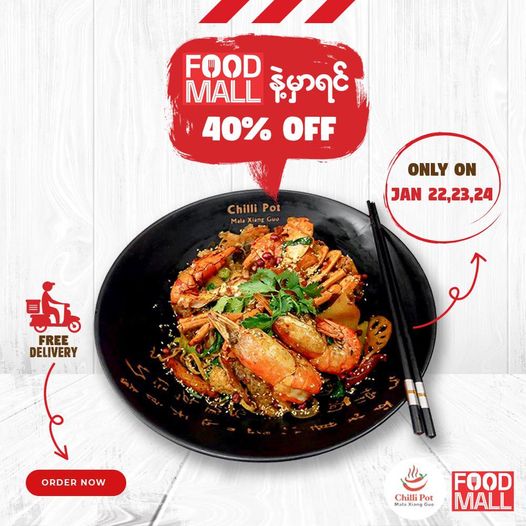 FOOD
MALL နဲ့မှာရင်
40% OFF
ONLY ON
JAN 22,23,24
Chilli Pot
Mala Xiang Guo
FREE
DELIVERY
ORDER NOW
Chilli Pot
Mala Xiang Guo
FOOD
MALL